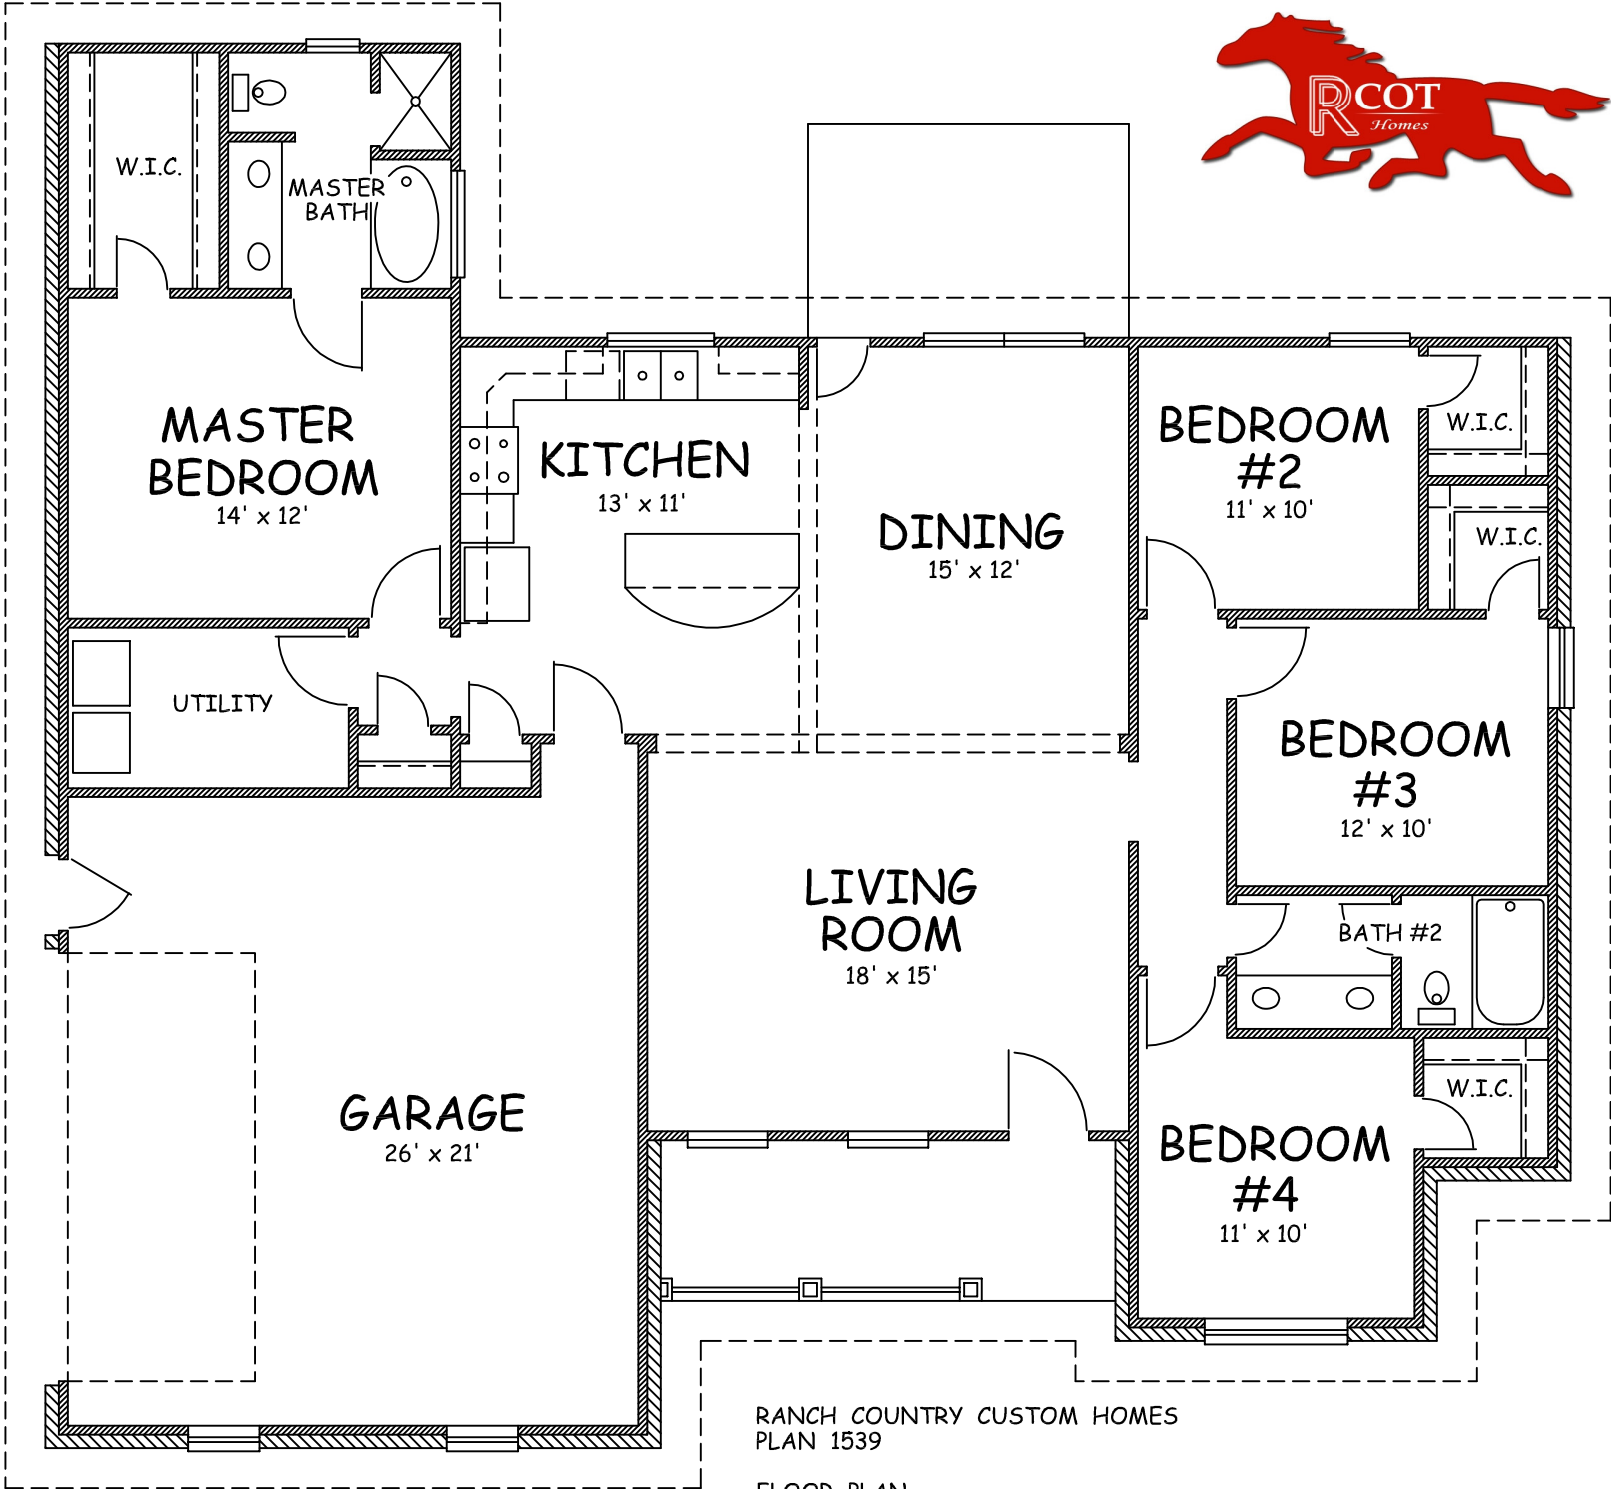 RCOT
Homes
W.I.C.
MASTER
BATH
MASTER
BEDROOM
14' x 12'
KITCHEN
13' x 11'
DINING
15' x 12'
BEDROOM
#2
11' x 10'
W.I.C.
W.I.C.
UTILITY
BEDROOM
#3
12' x 10'
LIVING
ROOM
18' x 15'
BATH #2
GARAGE
26' x 21'
W.I.C.
BEDROOM
#4
11' x 10'
RANCH COUNTRY CUSTOM HOMES
PLAN 1539
FLOOR PLAN